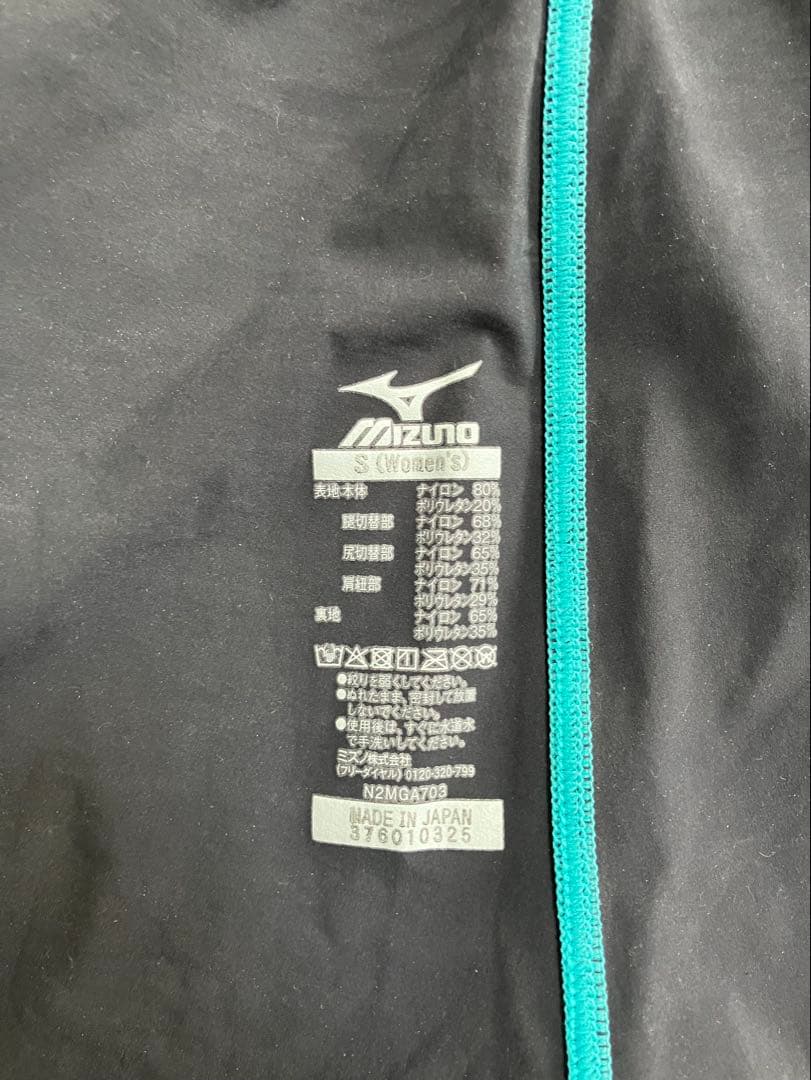 MIZUNO
S (Women's)
表地:本体 ナイロン 80%
ポリウレタン20%
腿切替部 ナイロン 68%
ポリウレタン32%
尻切替部 ナイロン 65%
ポリウレタン35%
肩紐部 ナイロン 71%
ポリウレタン29%
裏地 ナイロン 65%
ポリウレタン35%
●絞りを弱くしてください。
●ぬれたまま、密封して放置
しないでください。
●使用後は、すぐに水道水
で手洗いしてください。
ミズノ株式会社
(フリーダイヤル) 0120-320-799
N2MGA703
MADE IN JAPAN
376010325